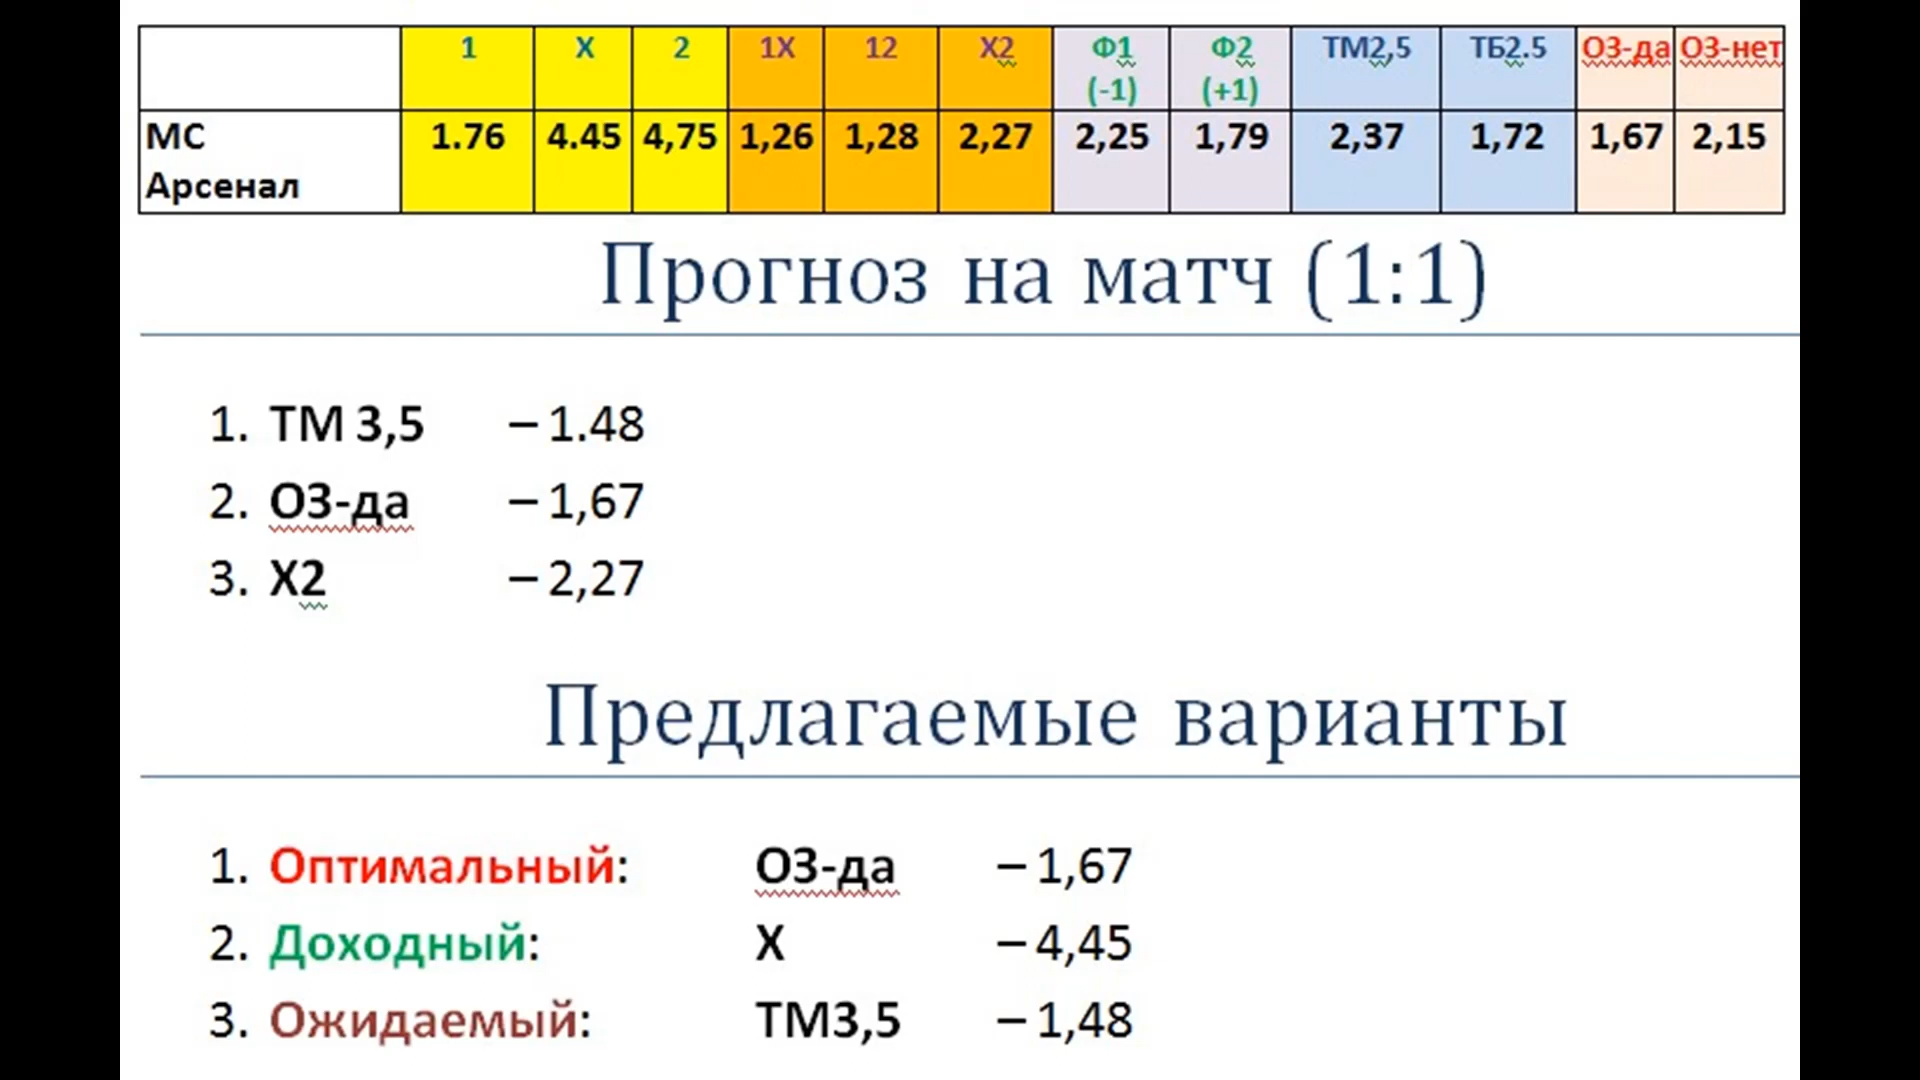 1 X 2 1X 12 X2 Ф1 (-1) Ф2 (+1) ТМ2,5 ТБ2.5 ОЗ-да ОЗ-нет
МС Арсенал 1.76 4.45 4,75 1,26 1,28 2,27 2,25 1,79 2,37 1,72 1,67 2,15
Прогноз на матч (1:1)
1. ТМ 3,5 – 1.48
2. ОЗ-да – 1,67
3. Х2 – 2,27
Предлагаемые варианты
1. Оптимальный: ОЗ-да – 1,67
2. Доходный: Х – 4,45
3. Ожидаемый: ТМ3,5 – 1,48